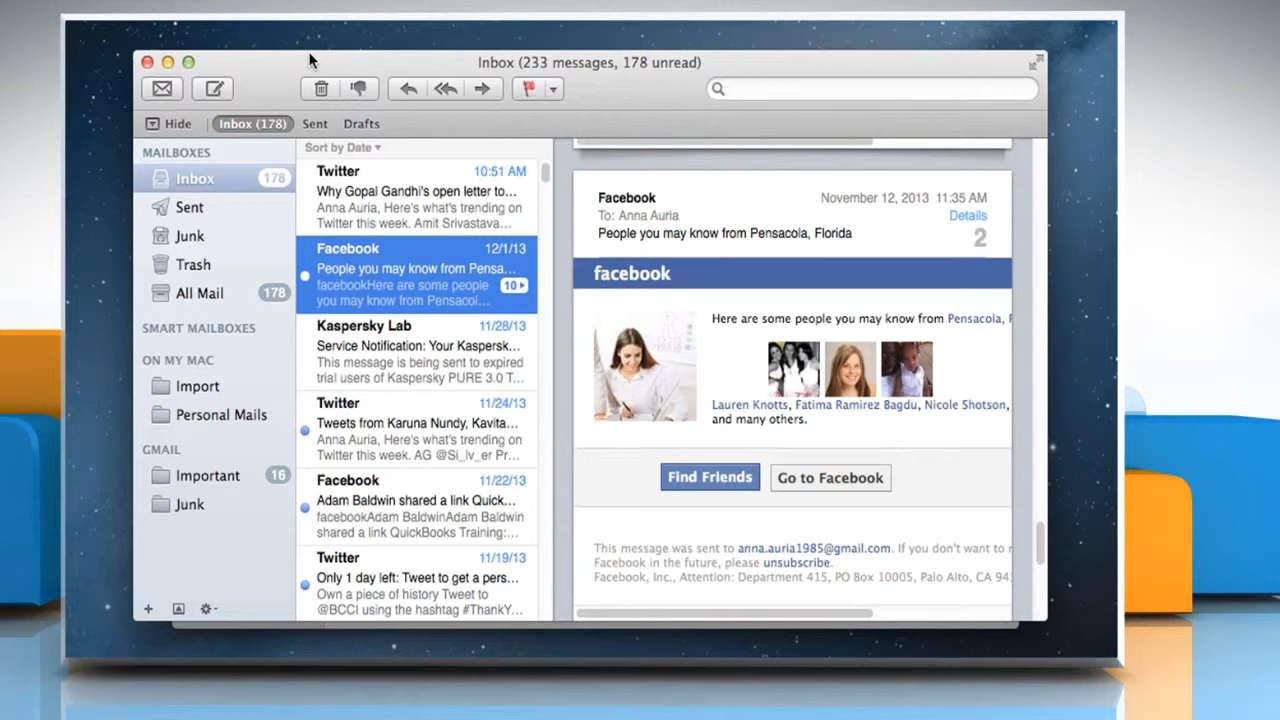 Inbox (233 messages, 178 unread)
Hide
Inbox (178)
Sent
Drafts
MAILBOXES
Inbox 178
Sent
Junk
Trash
All Mail 178
SMART MAILBOXES
ON MY MAC
Import
Personal Mails
GMAIL
Important 16
Junk
Sort by Date
Twitter 10:51 AM
Why Gopal Gandhi's open letter to...
Anna Auria, Here's what's trending on
Twitter this week. Amit Srivastava...
Facebook 12/1/13
People you may know from Pensa...
facebookHere are some people
10
you may know from Pensacol...
Kaspersky Lab 11/28/13
Service Notification: Your Kaspersk...
This message is being sent to expired
trial users of Kaspersky PURE 3.0 T...
Twitter 11/24/13
Tweets from Karuna Nundy, Kavita...
Anna Auria, Here's what's trending on
Twitter this week. AG @Si_lv_er Pr...
Facebook 11/22/13
Adam Baldwin shared a link QuickB...
facebookAdam BaldwinAdam Baldwin
shared a link QuickBooks Training:...
Twitter 11/19/13
Only 1 day left: Tweet to get a pers...
Own a piece of history Tweet to
@BCCI using the hashtag #ThankY...
Facebook November 12, 2013 11:35 AM
To: Anna Auria Details
People you may know from Pensacola, Florida 2
facebook
Here are some people you may know from Pensacola, F
Lauren Knotts, Fatima Ramirez Bagdu, Nicole Shotson,
and many others.
Find Friends
Go to Facebook
This message was sent to anna.auria1985@gmail.com. If you don't want to r
Facebook in the future, please unsubscribe.
Facebook, Inc., Attention: Department 415, PO Box 10005, Palo Alto, CA 943